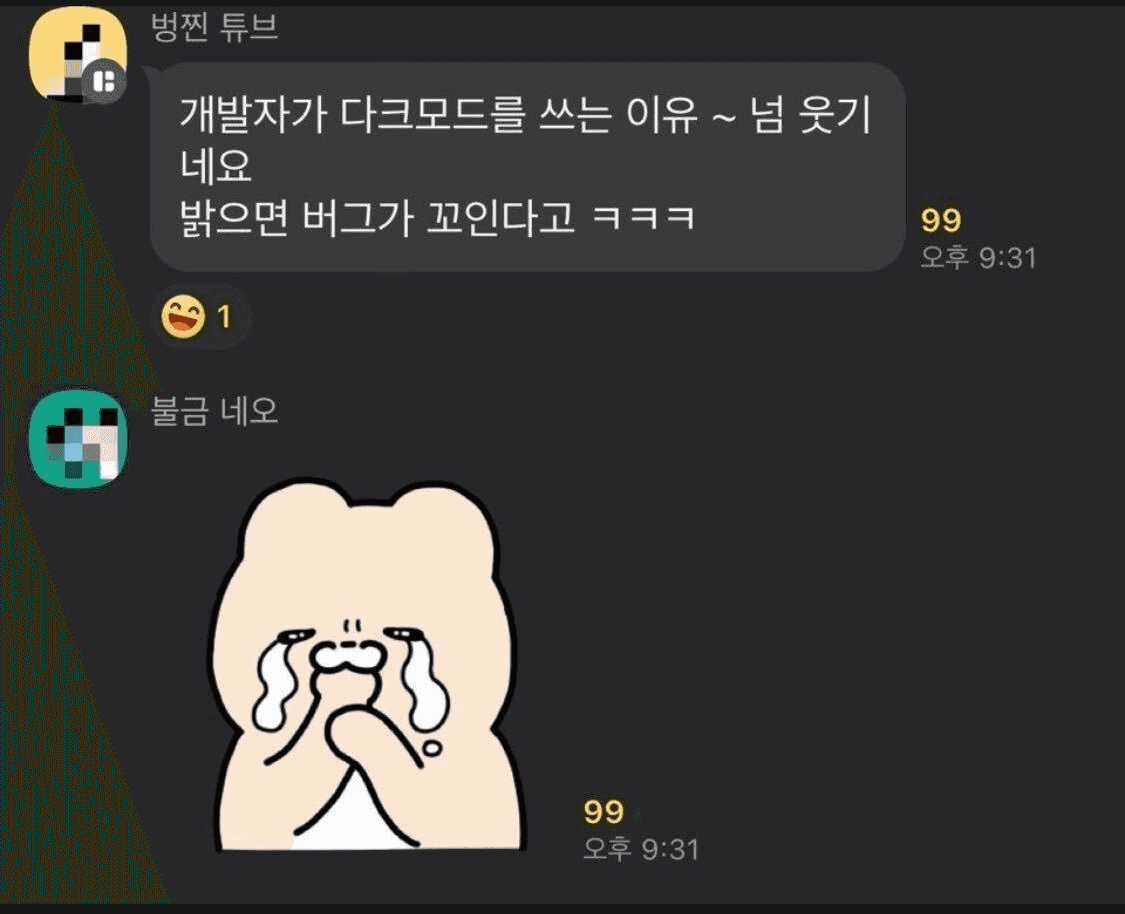 벙찐 튜브
개발자가 다크모드를 쓰는 이유 ~ 넘 웃기
네요
밝으면 버그가 꼬인다고 ㅋㅋㅋ
99
오후 9:31
1
불금 네오
99
오후 9:31